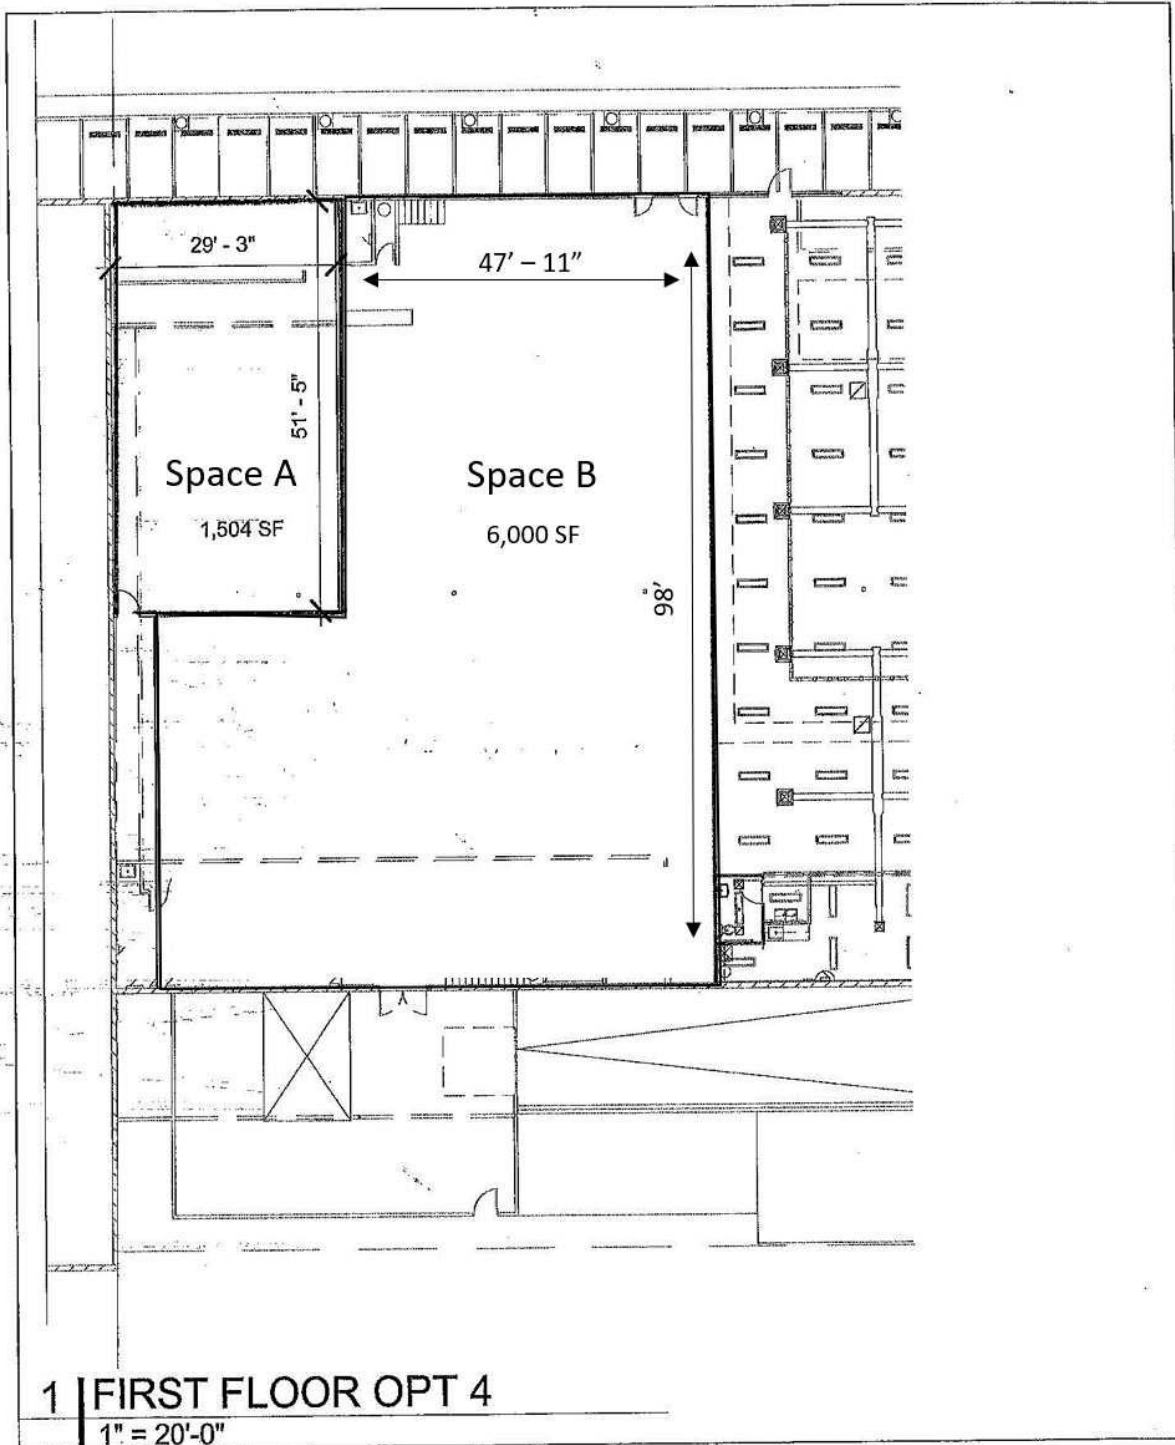 29' - 3"
47' – 11"
51' - 5"
Space A
1,504 SF
Space B
6,000 SF
98'
1 FIRST FLOOR OPT 4
1" = 20'-0"